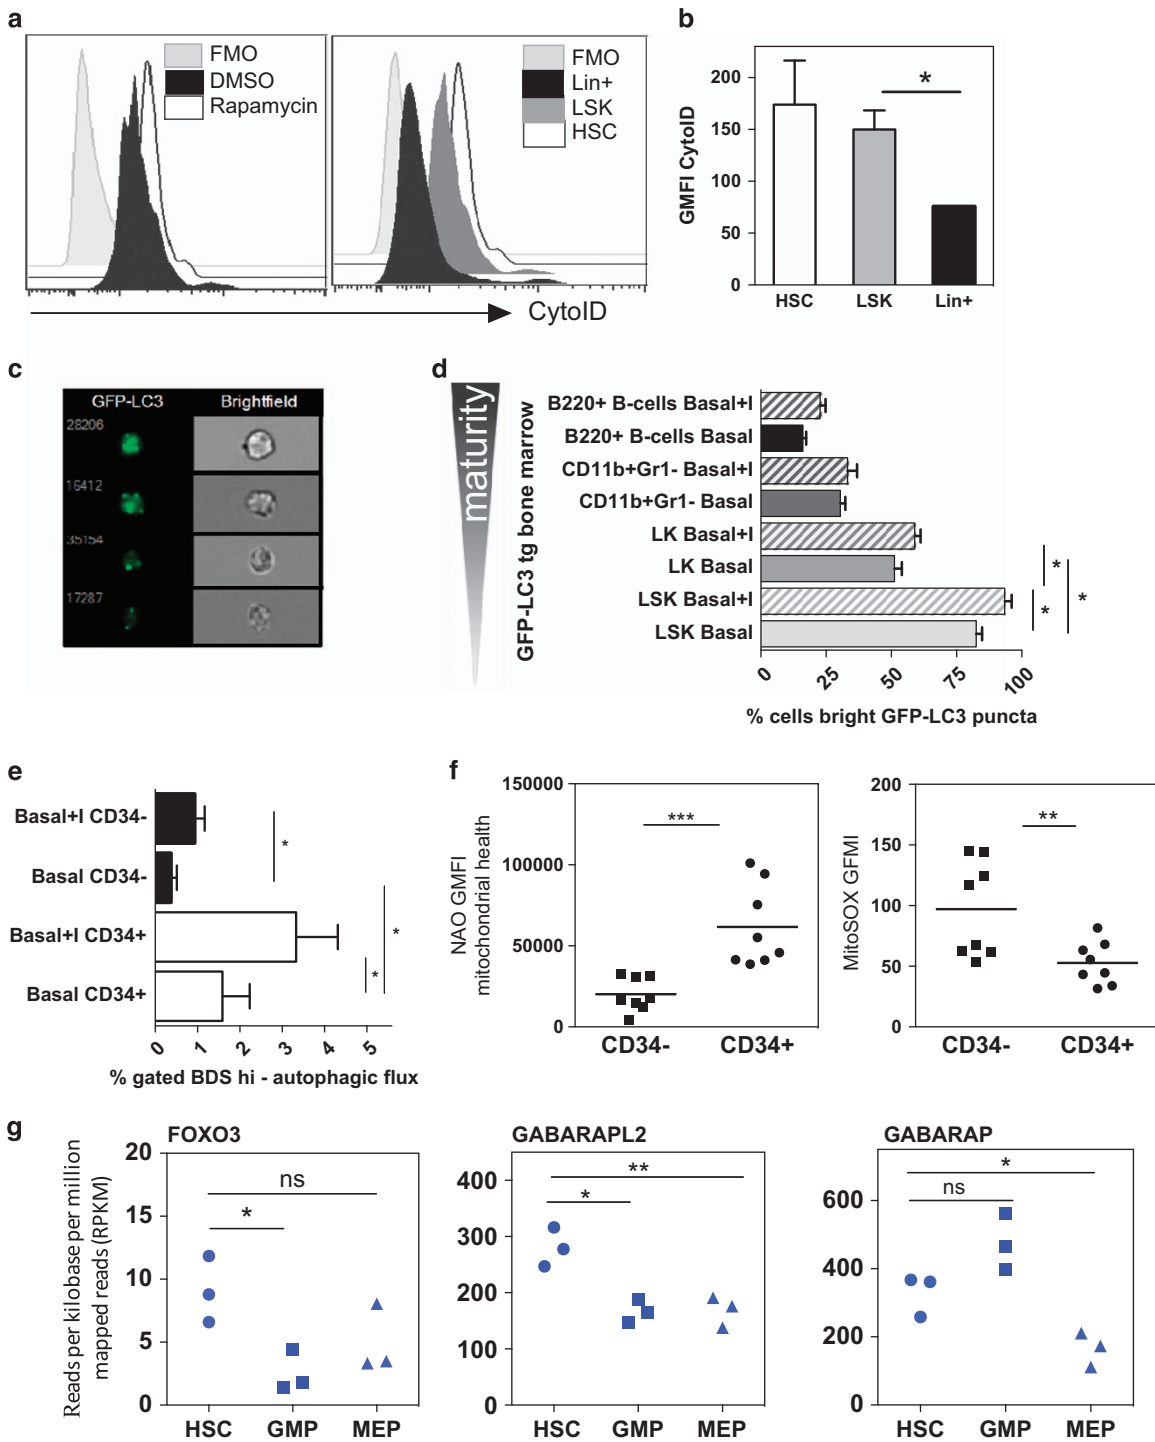 a
FMO
DMSO
Rapamycin
FMO
Lin+
LSK
HSC
CytoID
b
GMFI CytoID
200
150
100
50
0
*
HSC LSK Lin+
c
GFP-LC3 Brightfield
28206
16412
35154
17287
d
maturity
GFP-LC3 tg bone marrow
B220+ B-cells Basal+I
B220+ B-cells Basal
CD11b+Gr1- Basal+I
CD11b+Gr1- Basal
LK Basal+I
LK Basal
LSK Basal+I
LSK Basal
*
*
*
0 25 50 75 100
% cells bright GFP-LC3 puncta
e
Basal+I CD34-
Basal CD34-
Basal+I CD34+
Basal CD34+
*
*
*
0 1 2 3 4 5
% gated BDS hi - autophagic flux
f
NAO GMFI
mitochondrial health
150000
100000
50000
0
***
CD34- CD34+
MitoSOX GFMI
200
150
100
50
0
**
CD34- CD34+
g
Reads per kilobase per million
mapped reads (RPKM)
FOXO3
20
15
10
5
0
ns
*
HSC GMP MEP
GABARAPL2
400
300
200
100
0
**
*
HSC GMP MEP
GABARAP
600
400
200
0
*
ns
HSC GMP MEP